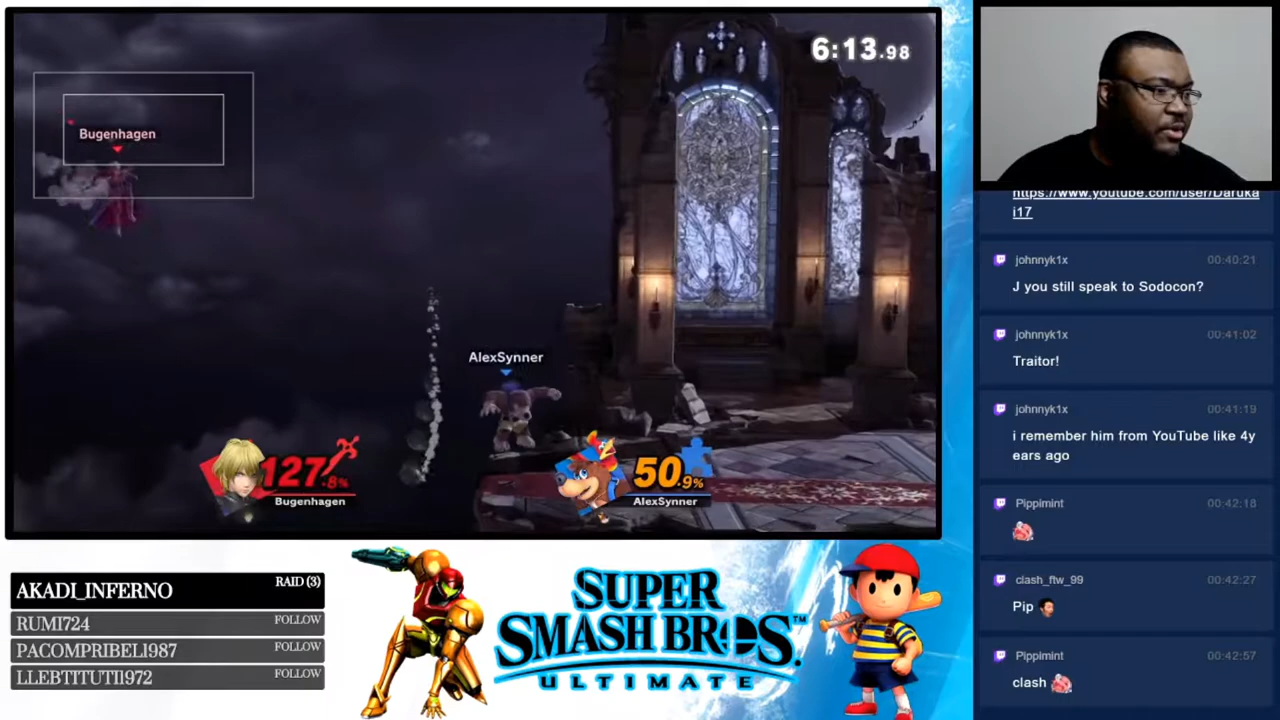 6:13.98
Bugenhagen
AlexSynner
127.8%
Bugenhagen
50.9%
AlexSynner
AKADI_INFERNO RAID (3)
RUMI724 FOLLOW
PACOMPRIBEL1987 FOLLOW
LLEBTITUTI1972 FOLLOW
SUPER
SMASH BROS.™
ULTIMATE
https://www.youtube.com/user/Daruka
i17
johnnyk1x 00:40:21
J you still speak to Sodocon?
johnnyk1x 00:41:02
Traitor!
johnnyk1x 00:41:19
i remember him from YouTube like 4y
ears ago
Pippimint 00:42:18
clash_ftw_99 00:42:27
Pip
Pippimint 00:42:57
clash